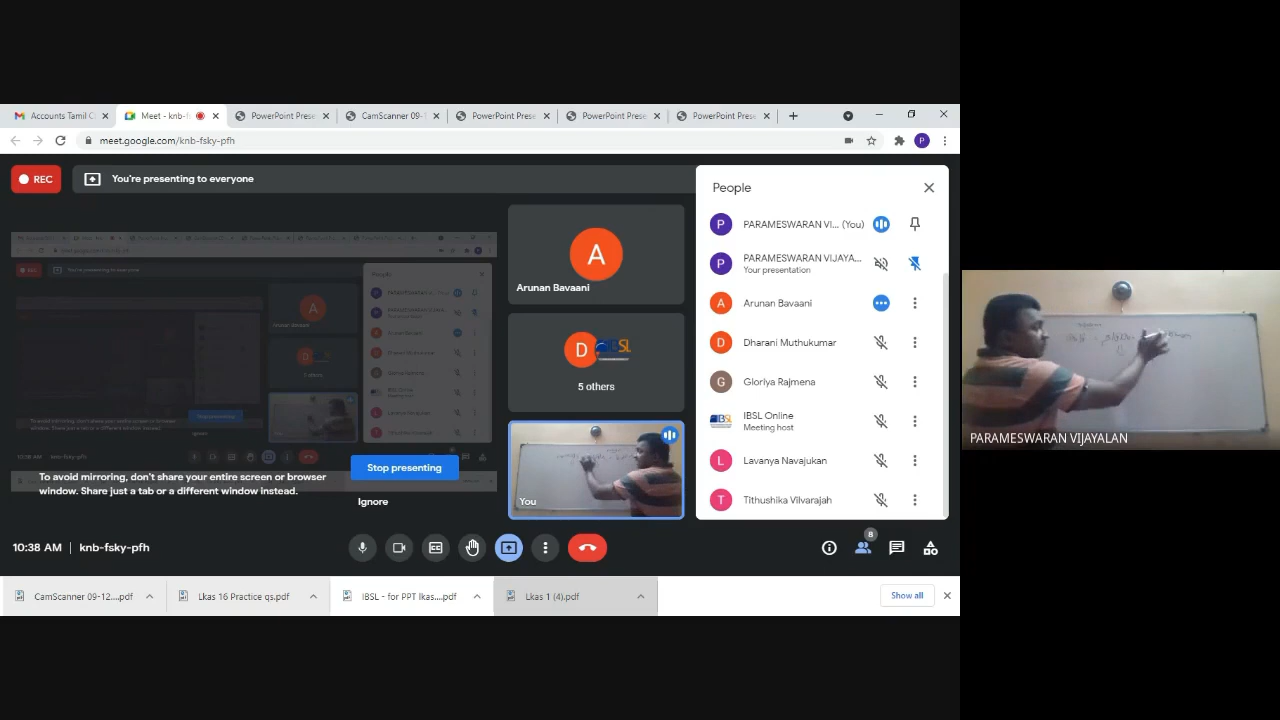 Accounts Tamil C
Meet - knb-f
PowerPoint Prese
CamScanner 09-1
PowerPoint Prese
PowerPoint Prese
PowerPoint Prese
meet.google.com/knb-fsky-pfh
REC
You're presenting to everyone
People
PARAMESWARAN VI... (You)
PARAMESWARAN VIJAYA...
Your presentation
Arunan Bavaani
Dharani Muthukumar
Gloriya Rajmena
IBSL Online
Meeting host
Lavanya Navajukan
Tithushika Vilvarajah
A
Arunan Bavaani
D
5 others
You
To avoid mirroring, don't share your entire screen or browser
window. Share just a tab or a different window instead.
Stop presenting
Ignore
PARAMESWARAN VIJAYALAN
10:38 AM | knb-fsky-pfh
8
CamScanner 09-12....pdf
Lkas 16 Practice qs.pdf
IBSL - for PPT lkas....pdf
Lkas 1 (4).pdf
Show all